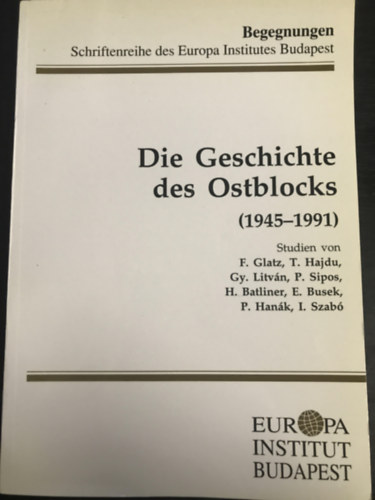 Begegnungen
Schriftenreihe des Europa Institutes Budapest
Die Geschichte
des Ostblocks
(1945–1991)
Studien von
F. Glatz, T. Hajdu,
Gy. Litván, P. Sipos,
H. Batliner, E. Busek,
P. Hanák, I. Szabó
EUROPA
INSTITUT
BUDAPEST